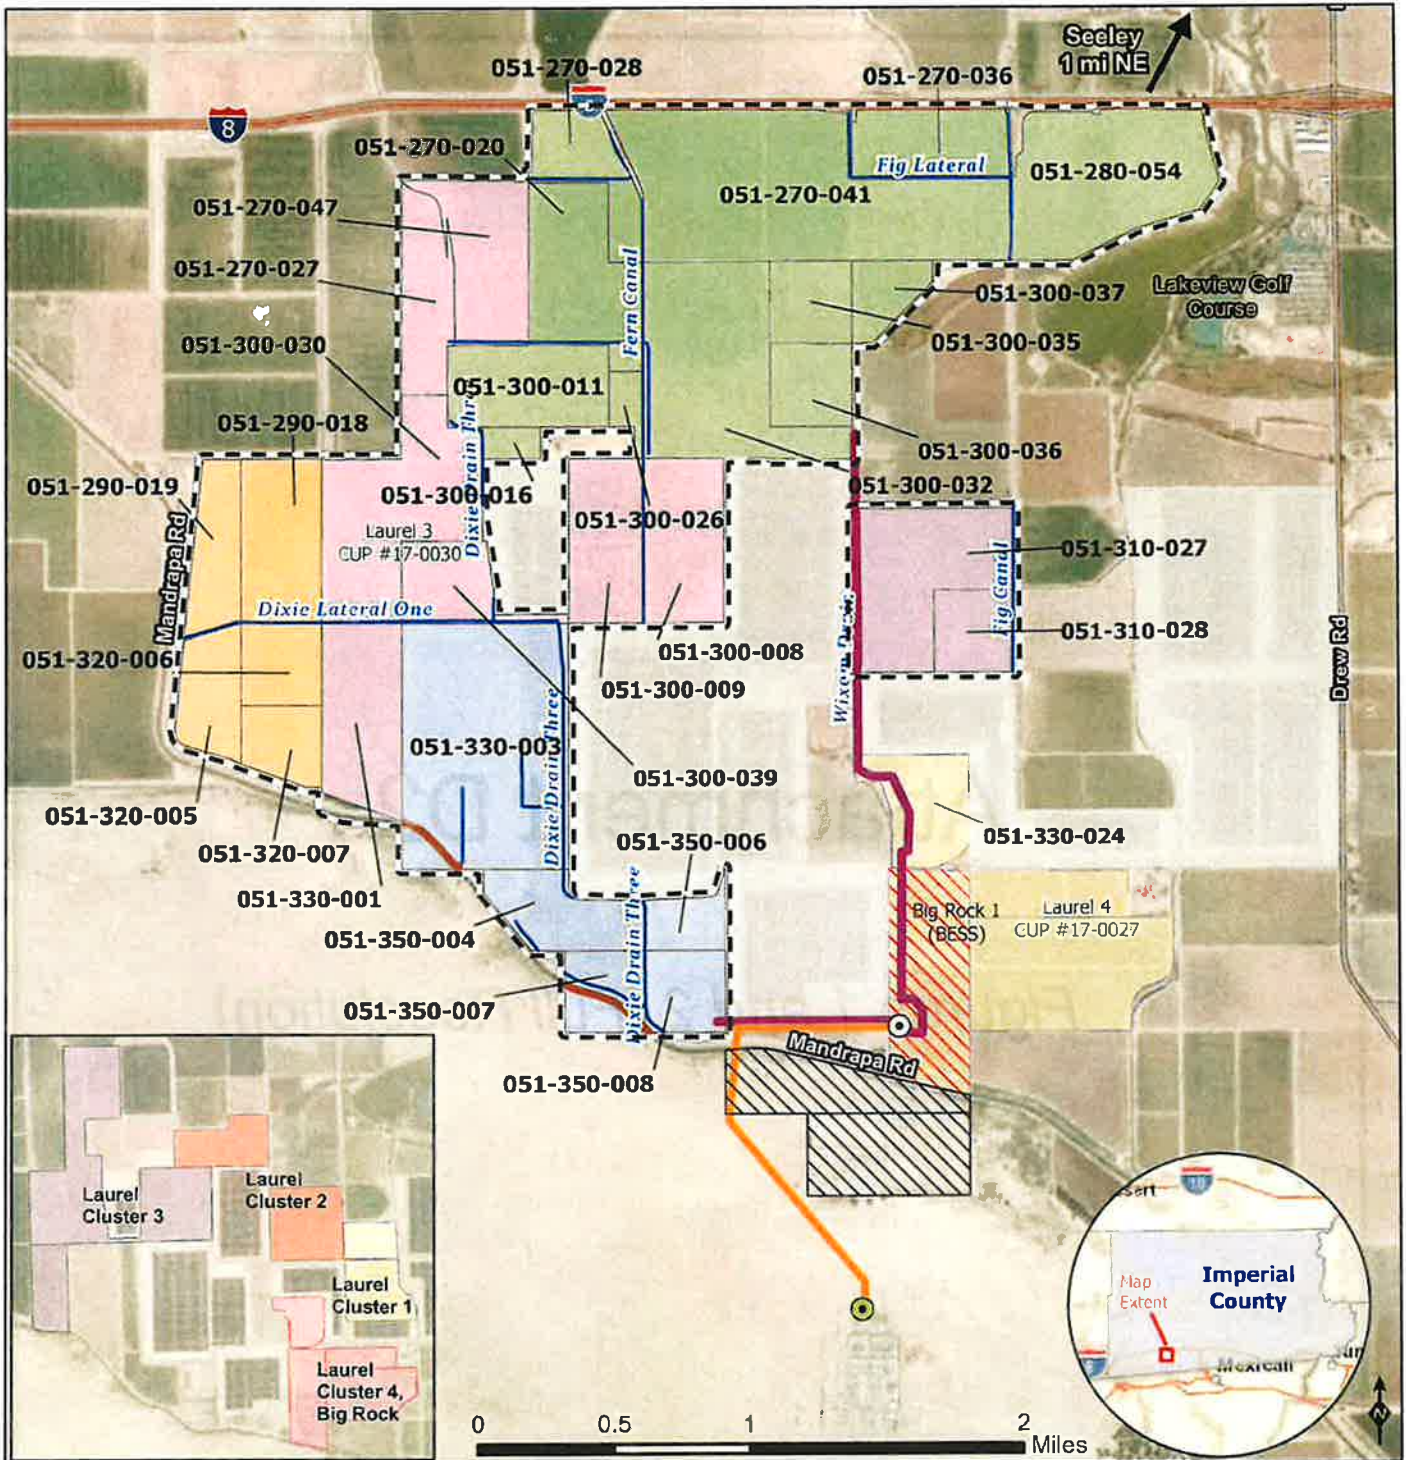 Seeley
1 mi NE
051-270-028
051-270-036
8
051-270-020
Fig Lateral
051-280-054
051-270-041
051-270-047
051-270-027
Fern Canal
051-300-037
Lakeview Golf
Course
051-300-030
051-300-035
051-300-011
051-290-018
051-300-036
051-290-019
051-300-016
051-300-032
Laurel 3
CUP #17-0030
051-300-026
Mandrapa Rd
051-310-027
Fig Canal
Dixie Lateral One
051-310-028
051-320-006
051-300-008
051-300-009
Drew Rd
051-330-003
Dixie Drain Three
051-300-039
051-320-005
051-330-024
051-350-006
051-320-007
051-330-001
Big Rock 1
(BESS)
Laurel 4
CUP #17-0027
051-350-004
Dixie Drain Three
051-350-007
Mandrapa Rd
051-350-008
Laurel
Cluster 3
Laurel
Cluster 2
Laurel
Cluster 1
Laurel
Cluster 4,
Big Rock
Imperial
County
Map
Extent
Mexicali
N
0 0.5 1 2
Miles